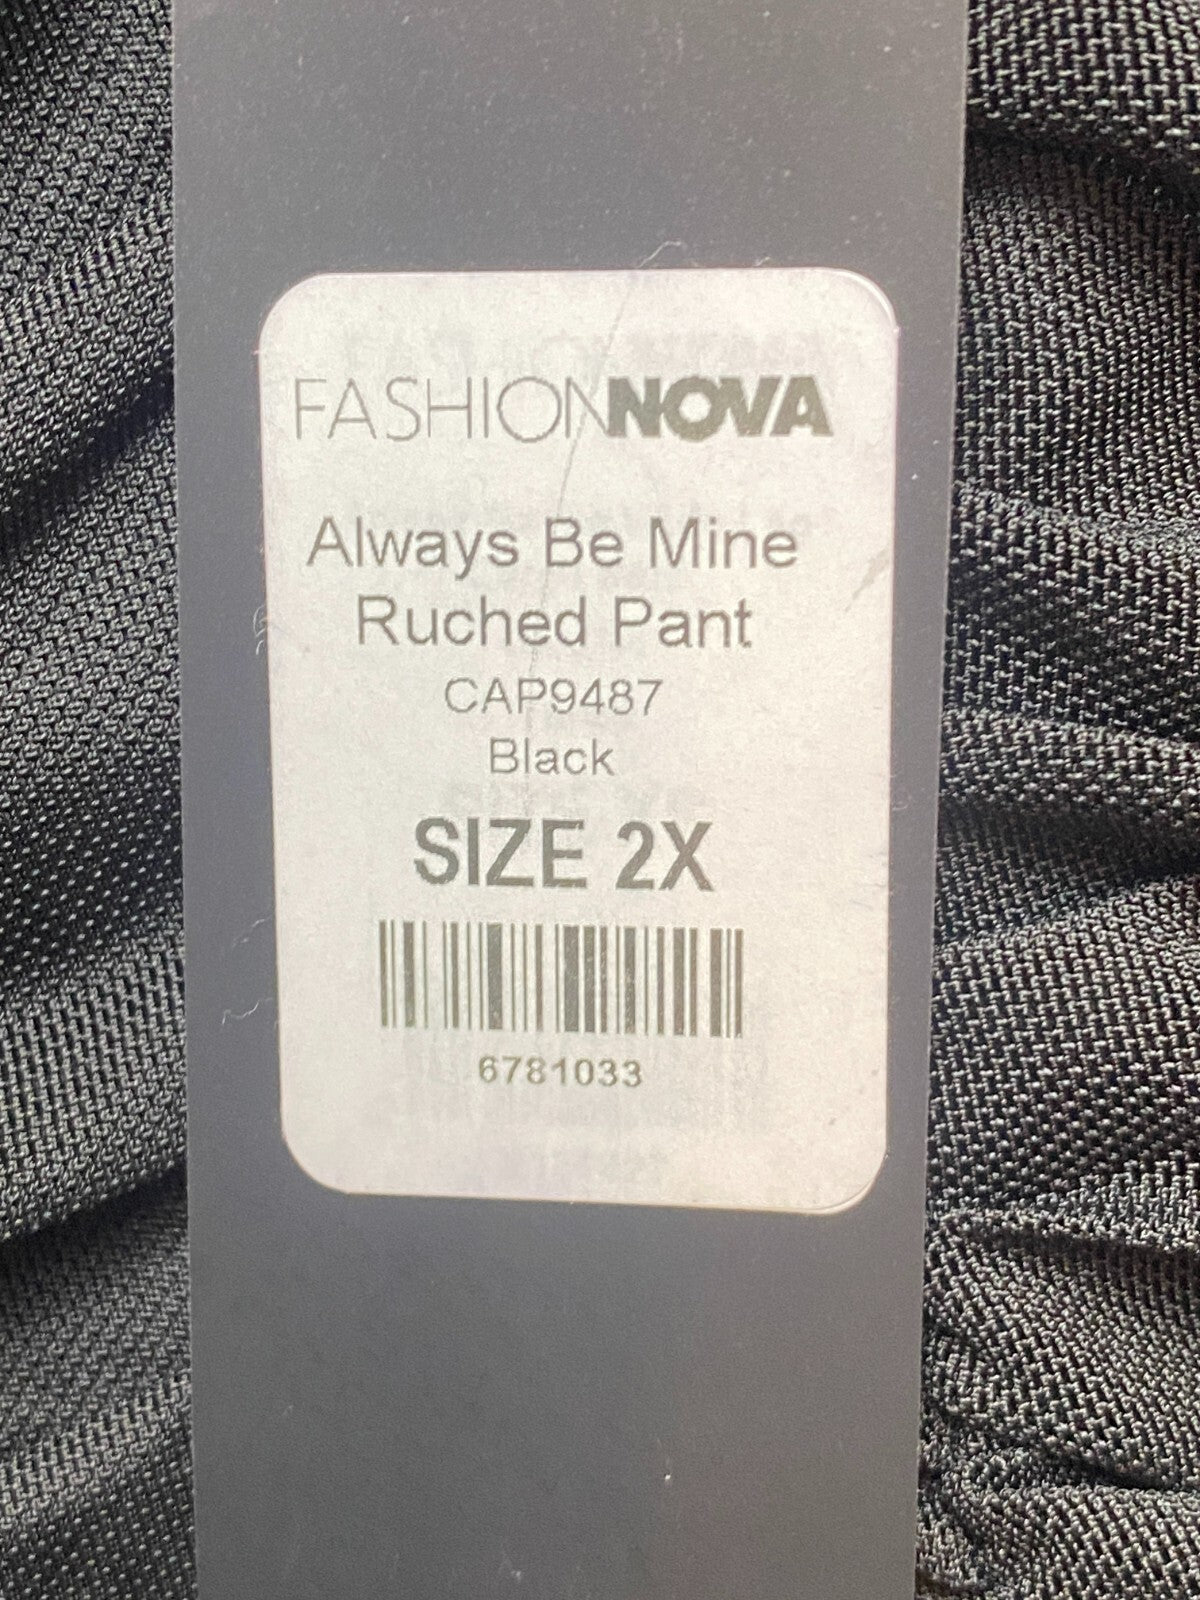 FASHIONNOVA
Always Be Mine
Ruched Pant
CAP9487
Black
SIZE 2X
6781033